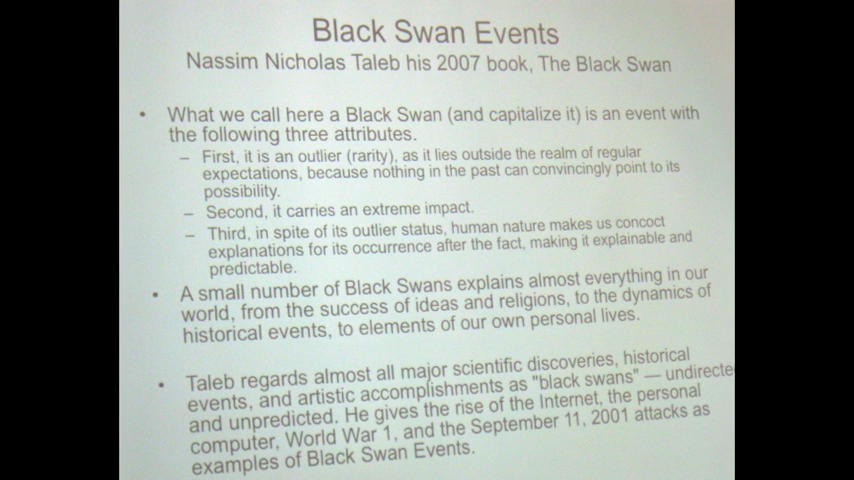 Black Swan Events
Nassim Nicholas Taleb his 2007 book, The Black Swan
• What we call here a Black Swan (and capitalize it) is an event with
the following three attributes.
– First, it is an outlier (rarity), as it lies outside the realm of regular
expectations, because nothing in the past can convincingly point to its
possibility.
– Second, it carries an extreme impact.
– Third, in spite of its outlier status, human nature makes us concoct
explanations for its occurrence after the fact, making it explainable and
predictable.
• A small number of Black Swans explains almost everything in our
world, from the success of ideas and religions, to the dynamics of
historical events, to elements of our own personal lives.
• Taleb regards almost all major scientific discoveries, historical
events, and artistic accomplishments as "black swans" — undirecte
and unpredicted. He gives the rise of the Internet, the personal
computer, World War 1, and the September 11, 2001 attacks as
examples of Black Swan Events.